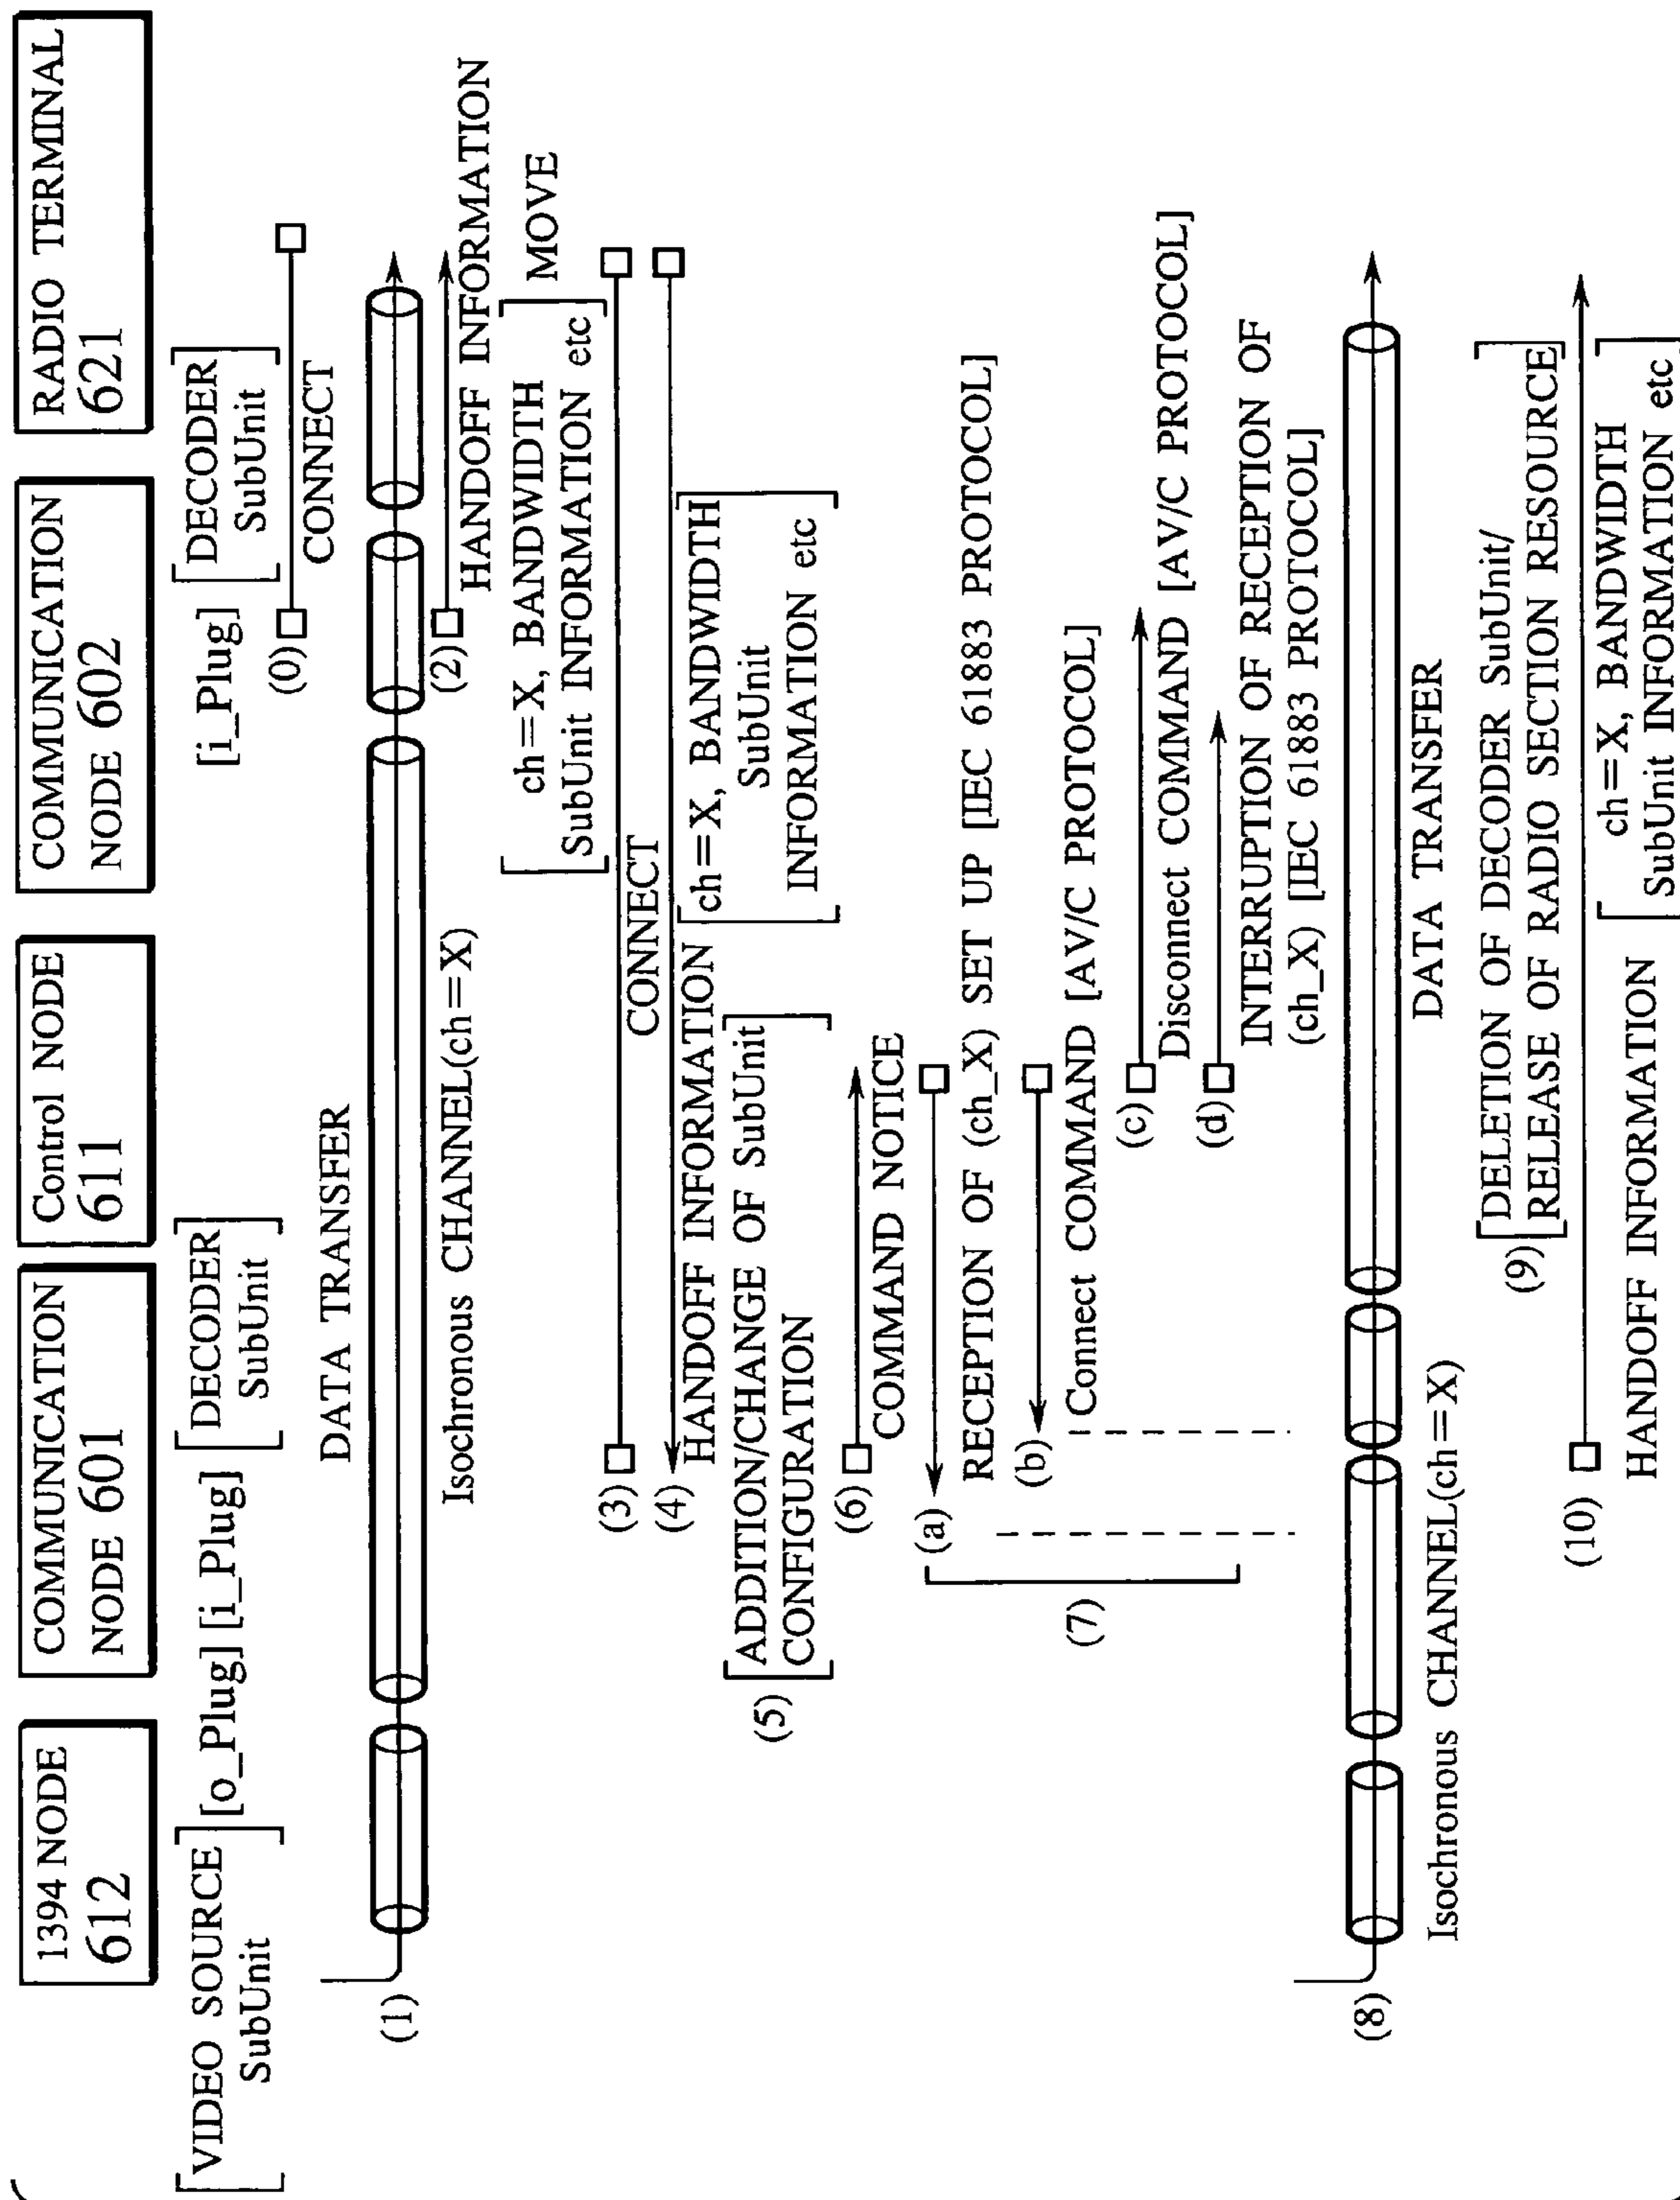 1394 NODE
612
COMMUNICATION
NODE 601
Control NODE
611
COMMUNICATION
NODE 602
RADIO TERMINAL
621
[VIDEO SOURCE
SubUnit]
[o_Plug] [i_Plug]
[DECODER
SubUnit]
[i_Plug]
[DECODER
SubUnit]
(0)
CONNECT
DATA TRANSFER
(1)
Isochronous CHANNEL(ch=X)
(2)
HANDOFF INFORMATION
[ch=X, BANDWIDTH
SubUnit INFORMATION etc]
MOVE
(3)
CONNECT
(4)
HANDOFF INFORMATION
[ch=X, BANDWIDTH
SubUnit
INFORMATION etc]
(5) [ADDITION/CHANGE OF SubUnit
CONFIGURATION]
(6)
COMMAND NOTICE
(7)
(a)
RECEPTION OF (ch_X) SET UP [IEC 61883 PROTOCOL]
(b)
Connect COMMAND [AV/C PROTOCOL]
(c)
Disconnect COMMAND [AV/C PROTOCOL]
(d)
INTERRUPTION OF RECEPTION OF
(ch_X) [IEC 61883 PROTOCOL]
(8)
DATA TRANSFER
Isochronous CHANNEL(ch=X)
(9) [DELETION OF DECODER SubUnit/
RELEASE OF RADIO SECTION RESOURCE]
(10)
HANDOFF INFORMATION
[ch=X, BANDWIDTH
SubUnit INFORMATION etc]